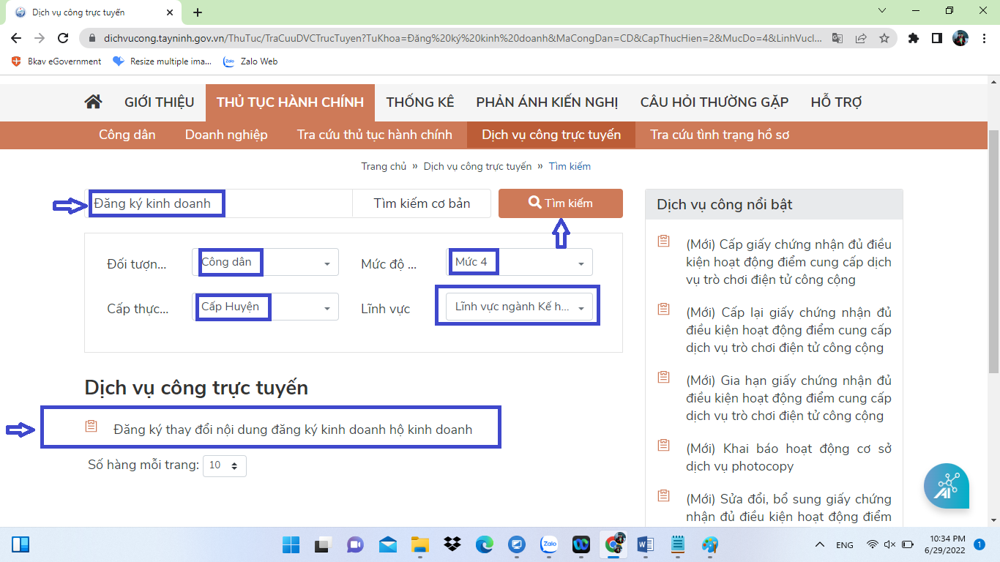 Dịch vụ công trực tuyến
dichvucong.tayninh.gov.vn/ThuTuc/TraCuuDVCTrucTuyen?TuKhoa=Đăng%20ký%20kinh%20doanh&MaCongDan=CD&CapThucHien=2&MucDo=4&LinhVucI...
Bkav eGovernment
Resize multiple ima...
Zalo Web
GIỚI THIỆU
THỦ TỤC HÀNH CHÍNH
THỐNG KÊ
PHẢN ÁNH KIẾN NGHỊ
CÂU HỎI THƯỜNG GẶP
HỖ TRỢ
Công dân
Doanh nghiệp
Tra cứu thủ tục hành chính
Dịch vụ công trực tuyến
Tra cứu tình trạng hồ sơ
Trang chủ » Dịch vụ công trực tuyến » Tìm kiếm
Đăng ký kinh doanh
Tìm kiếm cơ bản
Tìm kiếm
Đối tượn...
Công dân
Mức độ ...
Mức 4
Cấp thực...
Cấp Huyện
Lĩnh vực
Lĩnh vực ngành Kế h...
Dịch vụ công trực tuyến
Đăng ký thay đổi nội dung đăng ký kinh doanh hộ kinh doanh
Số hàng mỗi trang: 10
Dịch vụ công nổi bật
(Mới) Cấp giấy chứng nhận đủ điều
kiện hoạt động điểm cung cấp dịch
vụ trò chơi điện tử công cộng
(Mới) Cấp lại giấy chứng nhận đủ
điều kiện hoạt động điểm cung cấp
dịch vụ trò chơi điện tử công cộng
(Mới) Gia hạn giấy chứng nhận đủ
điều kiện hoạt động điểm cung cấp
dịch vụ trò chơi điện tử công cộng
(Mới) Khai báo hoạt động cơ sở
dịch vụ photocopy
(Mới) Sửa đổi, bổ sung giấy chứng
nhận đủ điều kiện hoạt động điểm
AI
Zalo
ENG
10:34 PM
6/29/2022
1